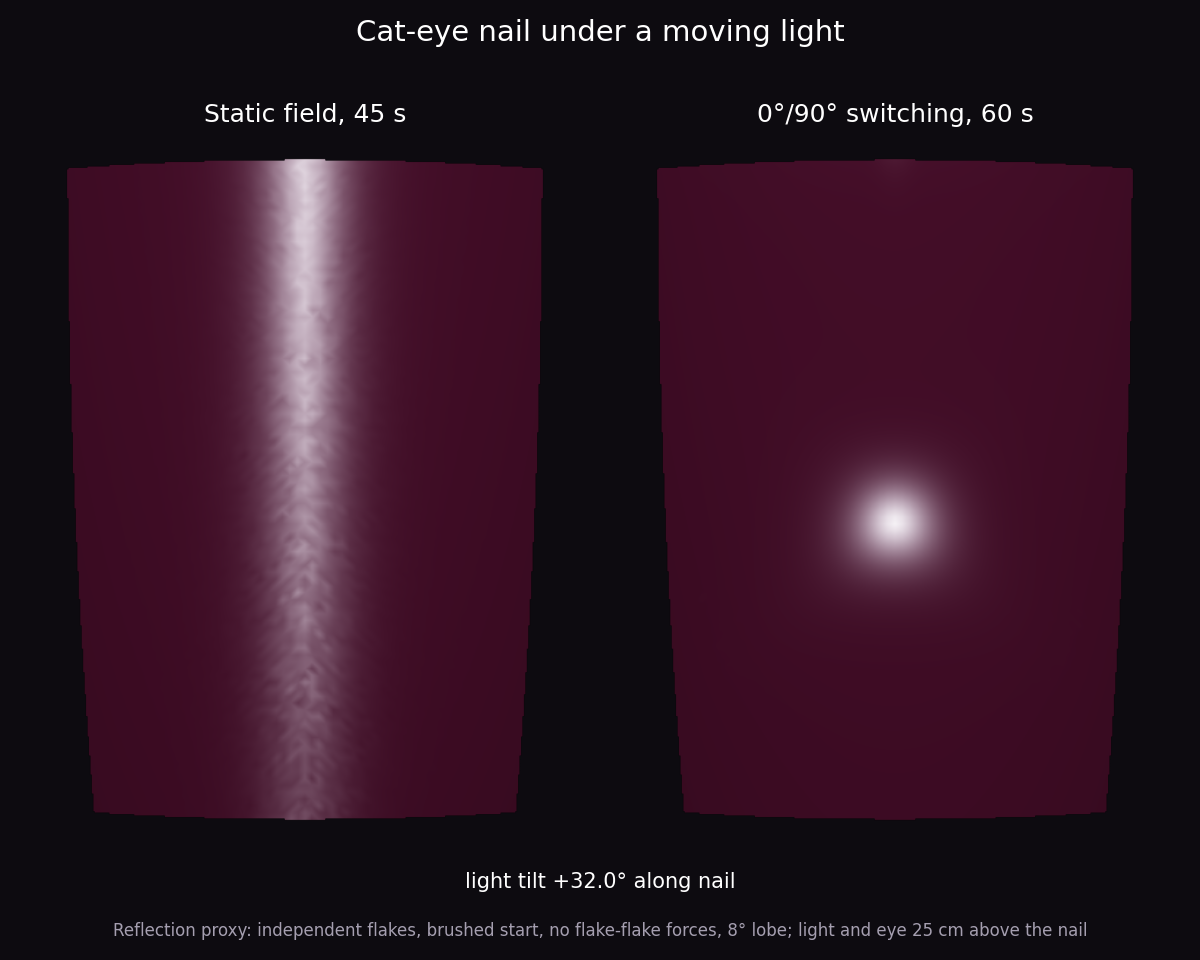 Cat-eye nail under a moving light
Static field, 45 s
0°/90° switching, 60 s
light tilt +32.0° along nail
Reflection proxy: independent flakes, brushed start, no flake-flake forces, 8° lobe; light and eye 25 cm above the nail